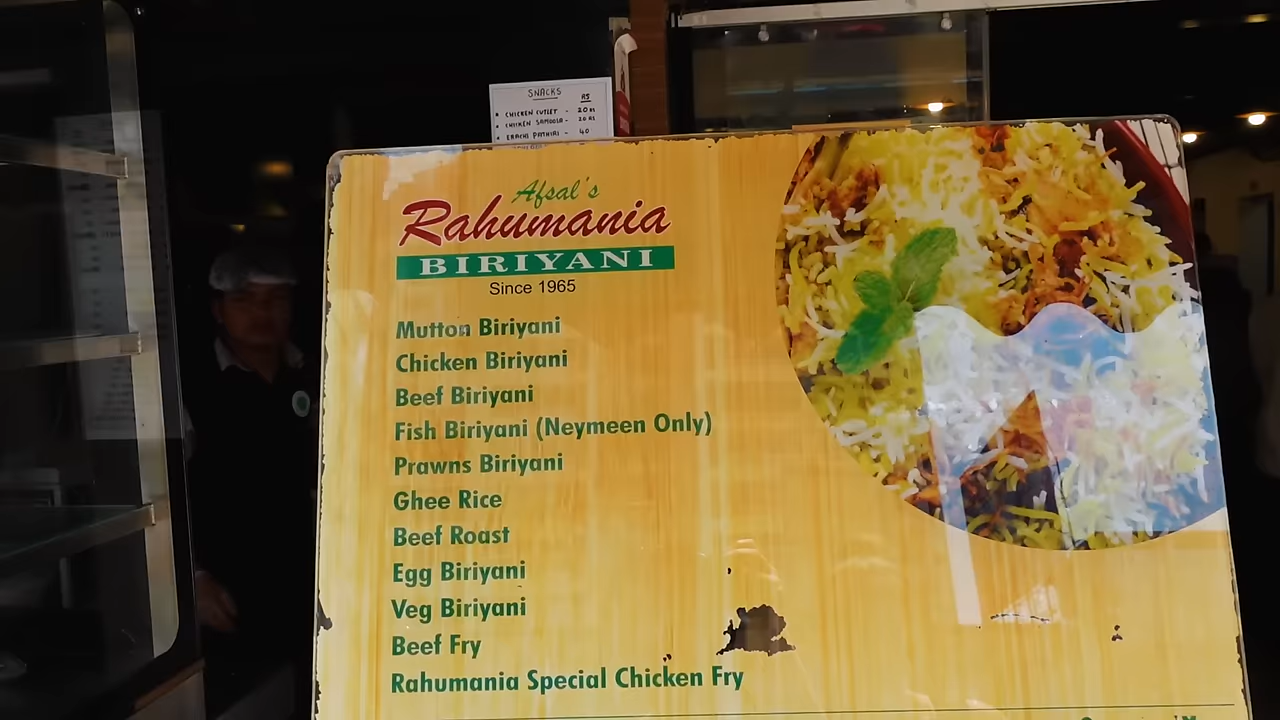 SNACKS
RS
• CHICKEN CUTLET - 20 RS
• CHICKEN SAMOOSA - 20 RS
• ERACHI PATHIRI - 40
Afsal's
Rahumania
BIRIYANI
Since 1965
Mutton Biriyani
Chicken Biriyani
Beef Biriyani
Fish Biriyani (Neymeen Only)
Prawns Biriyani
Ghee Rice
Beef Roast
Egg Biriyani
Veg Biriyani
Beef Fry
Rahumania Special Chicken Fry